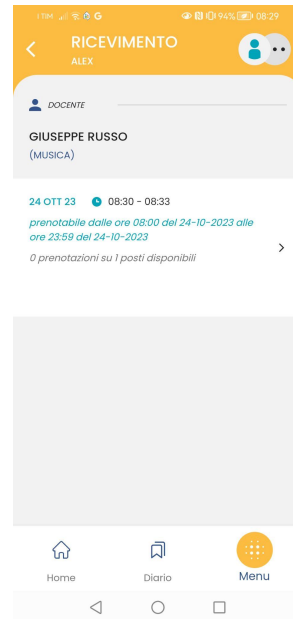 TIM G 94% 08:29
RICEVIMENTO
ALEX
DOCENTE
GIUSEPPE RUSSO
(MUSICA)
24 OTT 23 08:30 - 08:33
prenotabile dalle ore 08:00 del 24-10-2023 alle
ore 23:59 del 24-10-2023
0 prenotazioni su 1 posti disponibili
Home Diario Menu